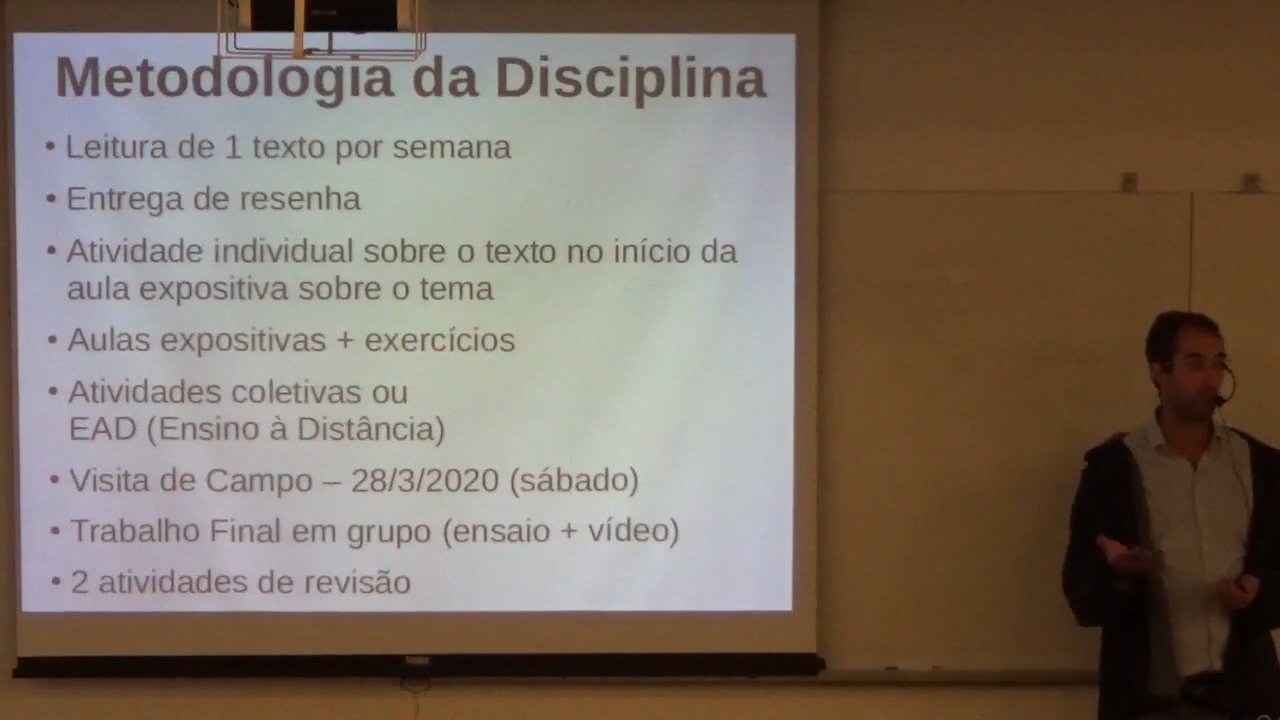 Metodologia da Disciplina
• Leitura de 1 texto por semana
• Entrega de resenha
• Atividade individual sobre o texto no início da
aula expositiva sobre o tema
• Aulas expositivas + exercícios
• Atividades coletivas ou
EAD (Ensino à Distância)
• Visita de Campo – 28/3/2020 (sábado)
• Trabalho Final em grupo (ensaio + vídeo)
• 2 atividades de revisão